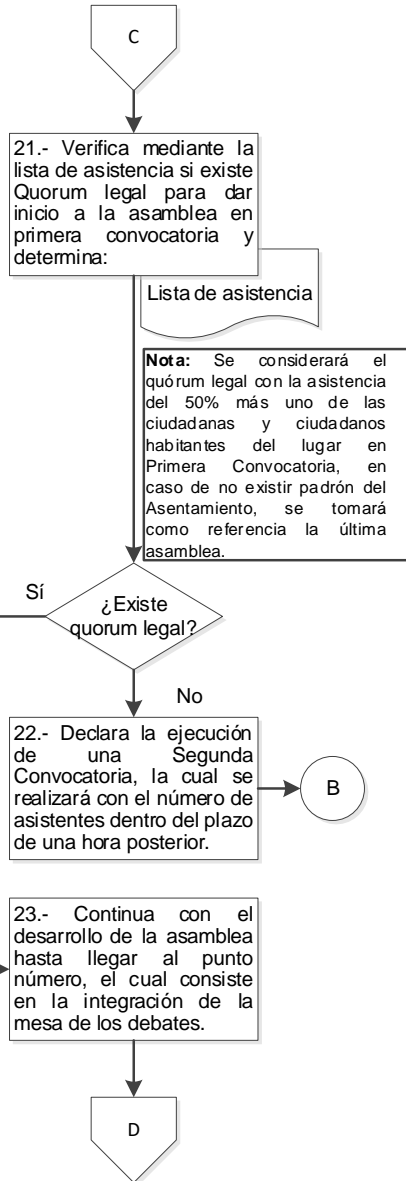 C
21.- Verifica mediante la
lista de asistencia si existe
Quorum legal para dar
inicio a la asamblea en
primera convocatoria y
determina:
Lista de asistencia
Nota: Se considerará el
quórum legal con la asistencia
del 50% más uno de las
ciudadanas y ciudadanos
habitantes del lugar en
Primera Convocatoria, en
caso de no existir padrón del
Asentamiento, se tomará
como referencia la última
asamblea.
Sí
¿Existe
quorum legal?
No
22.- Declara la ejecución
de una Segunda
Convocatoria, la cual se
realizará con el número de
asistentes dentro del plazo
de una hora posterior.
B
23.- Continua con el
desarrollo de la asamblea
hasta llegar al punto
número, el cual consiste
en la integración de la
mesa de los debates.
D